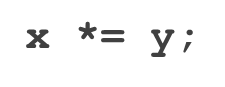 x *= y;